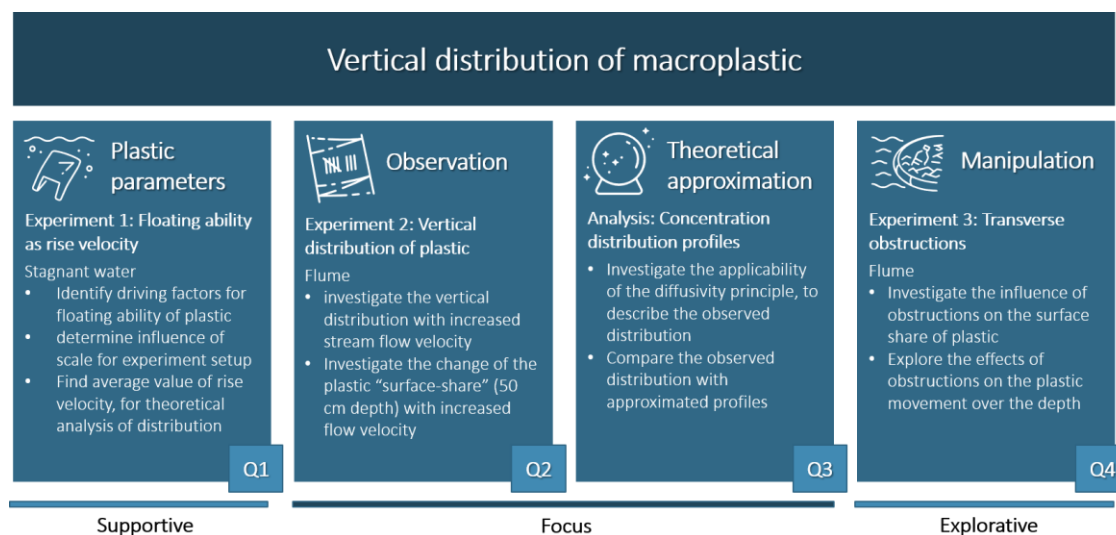 Vertical distribution of macroplastic
Plastic
parameters
Experiment 1: Floating ability
as rise velocity
Stagnant water
• Identify driving factors for
floating ability of plastic
• determine influence of
scale for experiment setup
• Find average value of rise
velocity, for theoretical
analysis of distribution
Q1
Observation
Experiment 2: Vertical
distribution of plastic
Flume
• investigate the vertical
distribution with increased
stream flow velocity
• Investigate the change of the
plastic “surface-share” (50
cm depth) with increased
flow velocity
Q2
Theoretical
approximation
Analysis: Concentration
distribution profiles
• Investigate the applicability
of the diffusivity principle, to
describe the observed
distribution
• Compare the observed
distribution with
approximated profiles
Q3
Manipulation
Experiment 3: Transverse
obstructions
Flume
• Investigate the influence of
obstructions on the surface
share of plastic
• Explore the effects of
obstructions on the plastic
movement over the depth
Q4
Supportive
Focus
Explorative